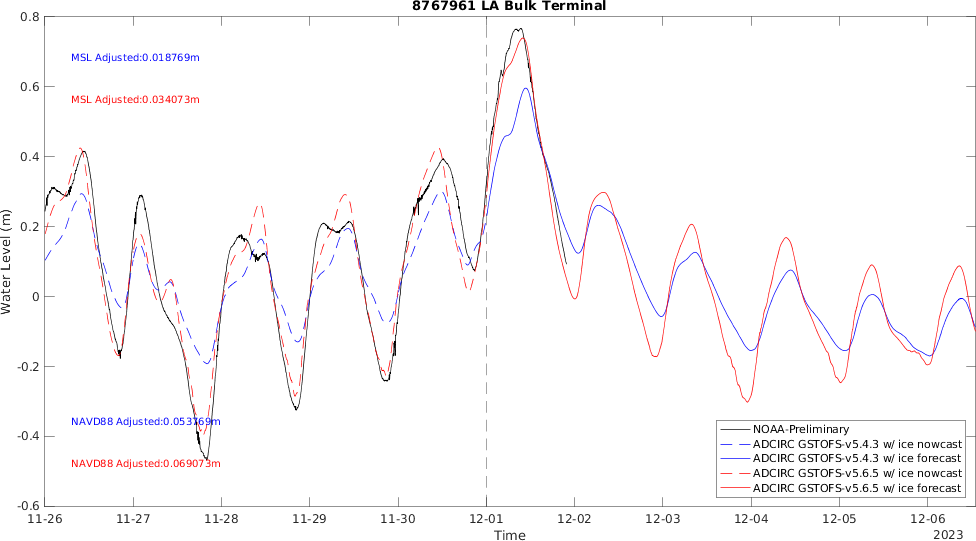 8767961 LA Bulk Terminal
0.8
0.6
0.4
0.2
0
-0.2
-0.4
-0.6
Water Level (m)
MSL Adjusted:0.018769m
MSL Adjusted:0.034073m
NAVD88 Adjusted:0.053769m
NAVD88 Adjusted:0.069073m
NOAA-Preliminary
ADCIRC GSTOFS-v5.4.3 w/ ice nowcast
ADCIRC GSTOFS-v5.4.3 w/ ice forecast
ADCIRC GSTOFS-v5.6.5 w/ ice nowcast
ADCIRC GSTOFS-v5.6.5 w/ ice forecast
11-26 11-27 11-28 11-29 11-30 12-01 12-02 12-03 12-04 12-05 12-06
Time
2023